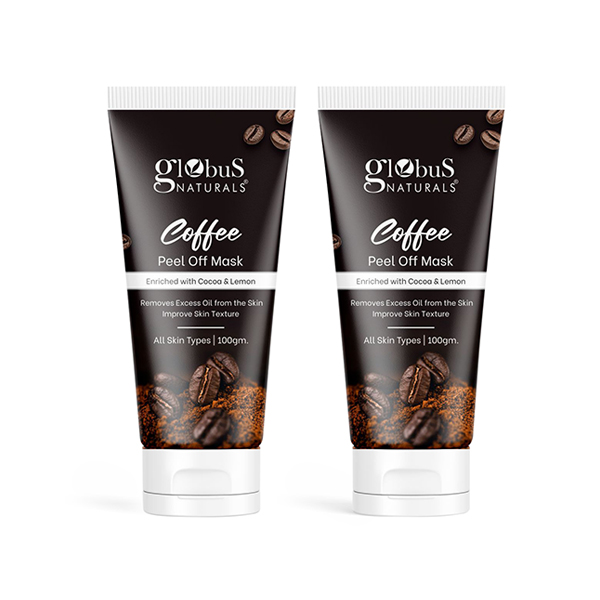 globus
NATURALS®
Coffee
Peel Off Mask
Enriched with Cocoa & Lemon
Removes Excess Oil from the Skin
Improve Skin Texture
All Skin Types | 100gm.
globus
NATURALS®
Coffee
Peel Off Mask
Enriched with Cocoa & Lemon
Removes Excess Oil from the Skin
Improve Skin Texture
All Skin Types | 100gm.